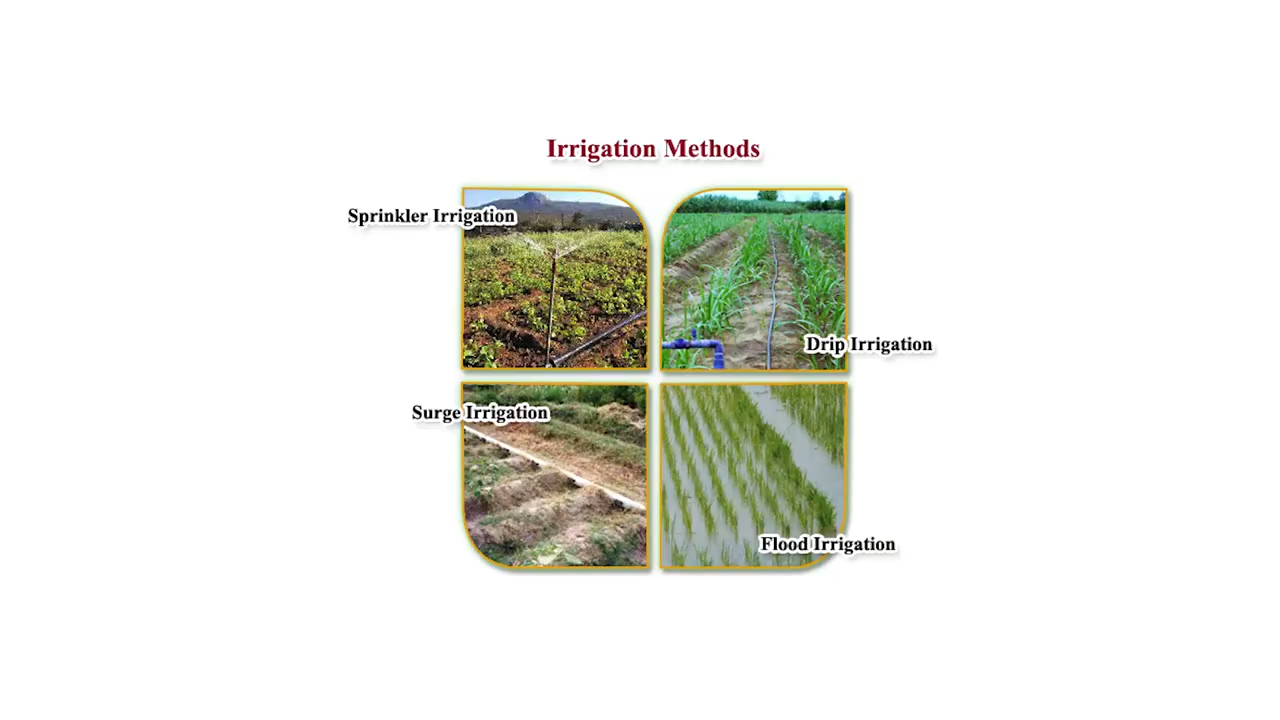 Irrigation Methods
Sprinkler Irrigation
Drip Irrigation
Surge Irrigation
Flood Irrigation